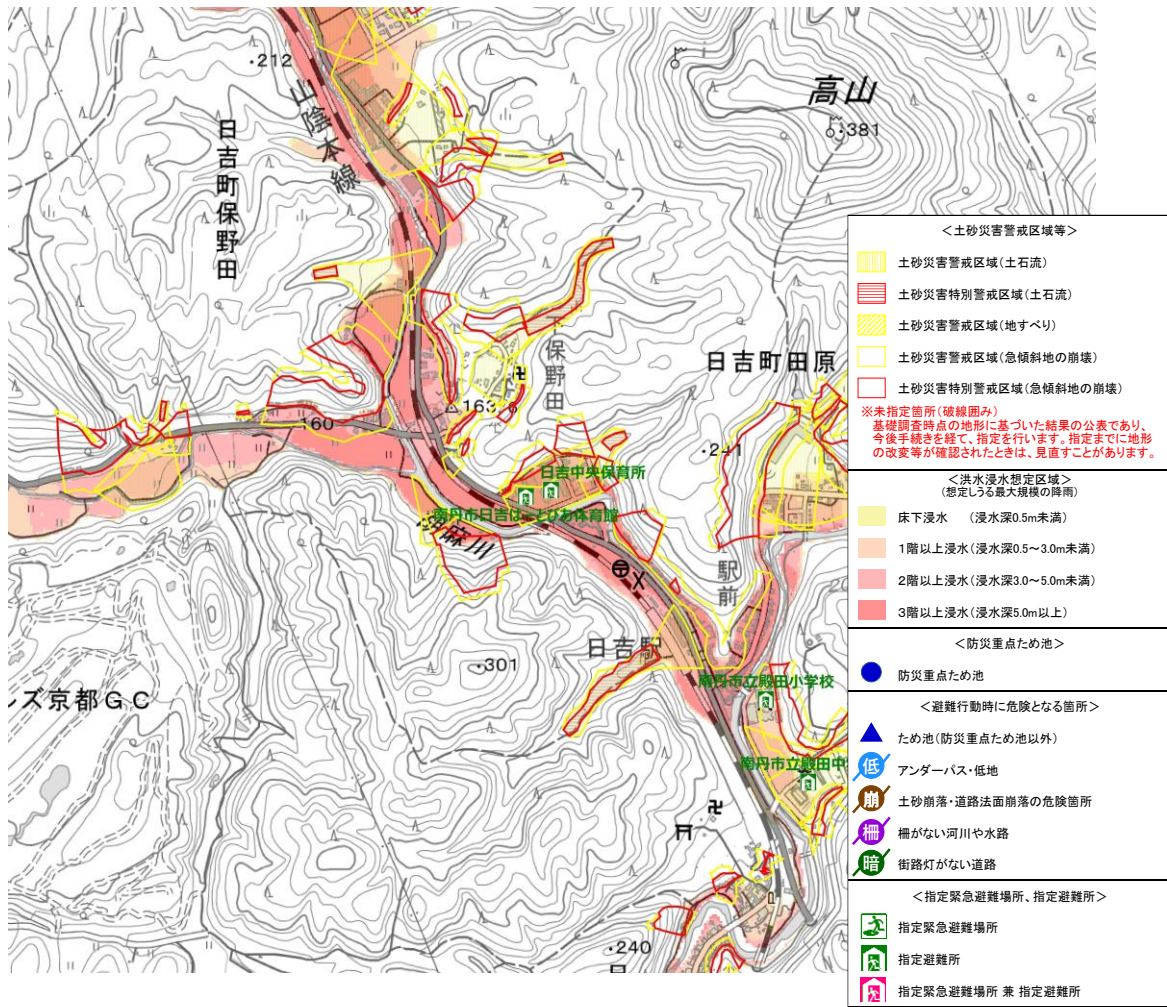 ・212
山陰本線
日吉町保野田
高山
・381
下保野田
日吉町田原
163.
160
・241
日吉中央保育所
南丹市日吉はーとぴあ体育館
駅前
日吉駅
・301
ズ京都GC
南丹市立殿田小学校
南丹市立殿田中
・240
<土砂災害警戒区域等>
土砂災害警戒区域(土石流)
土砂災害特別警戒区域(土石流)
土砂災害警戒区域(地すべり)
土砂災害警戒区域(急傾斜地の崩壊)
土砂災害特別警戒区域(急傾斜地の崩壊)
※未指定箇所(破線囲み)
基礎調査時点の地形に基づいた結果の公表であり、
今後手続きを経て、指定を行います。指定までに地形
の改変等が確認されたときは、見直すことがあります。
<洪水浸水想定区域>
(想定しうる最大規模の降雨)
床下浸水 (浸水深0.5m未満)
1階以上浸水(浸水深0.5~3.0m未満)
2階以上浸水(浸水深3.0~5.0m未満)
3階以上浸水(浸水深5.0m以上)
<防災重点ため池>
防災重点ため池
<避難行動時に危険となる箇所>
ため池(防災重点ため池以外)
低 アンダーパス・低地
崩 土砂崩落・道路法面崩落の危険箇所
柵 柵がない河川や水路
暗 街路灯がない道路
<指定緊急避難場所、指定避難所>
指定緊急避難場所
指定避難所
指定緊急避難場所 兼 指定避難所